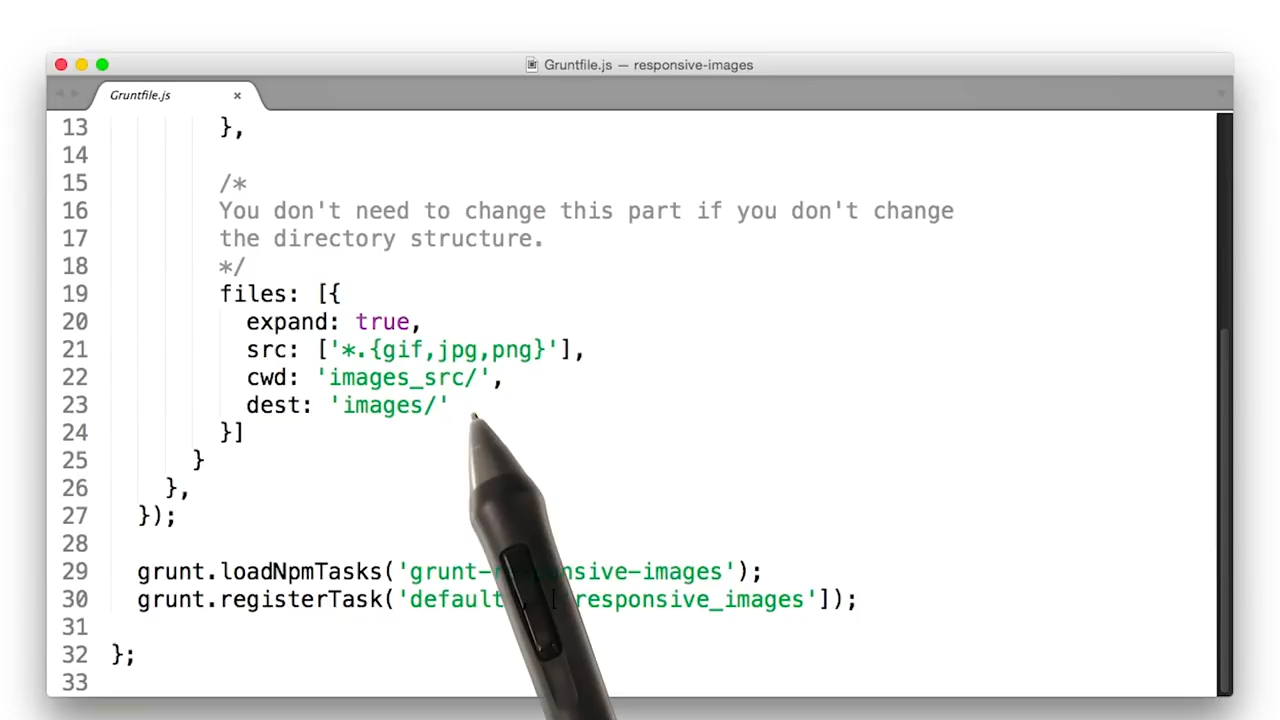 Gruntfile.js — responsive-images
Gruntfile.js ×
13 },
14
15 /*
16 You don't need to change this part if you don't change
17 the directory structure.
18 */
19 files: [{
20 expand: true,
21 src: ['*.{gif,jpg,png}'],
22 cwd: 'images_src/',
23 dest: 'images/'
24 }]
25 }
26 },
27 });
28
29 grunt.loadNpmTasks('grunt-responsive-images');
30 grunt.registerTask('default', ['responsive_images']);
31
32 };
33